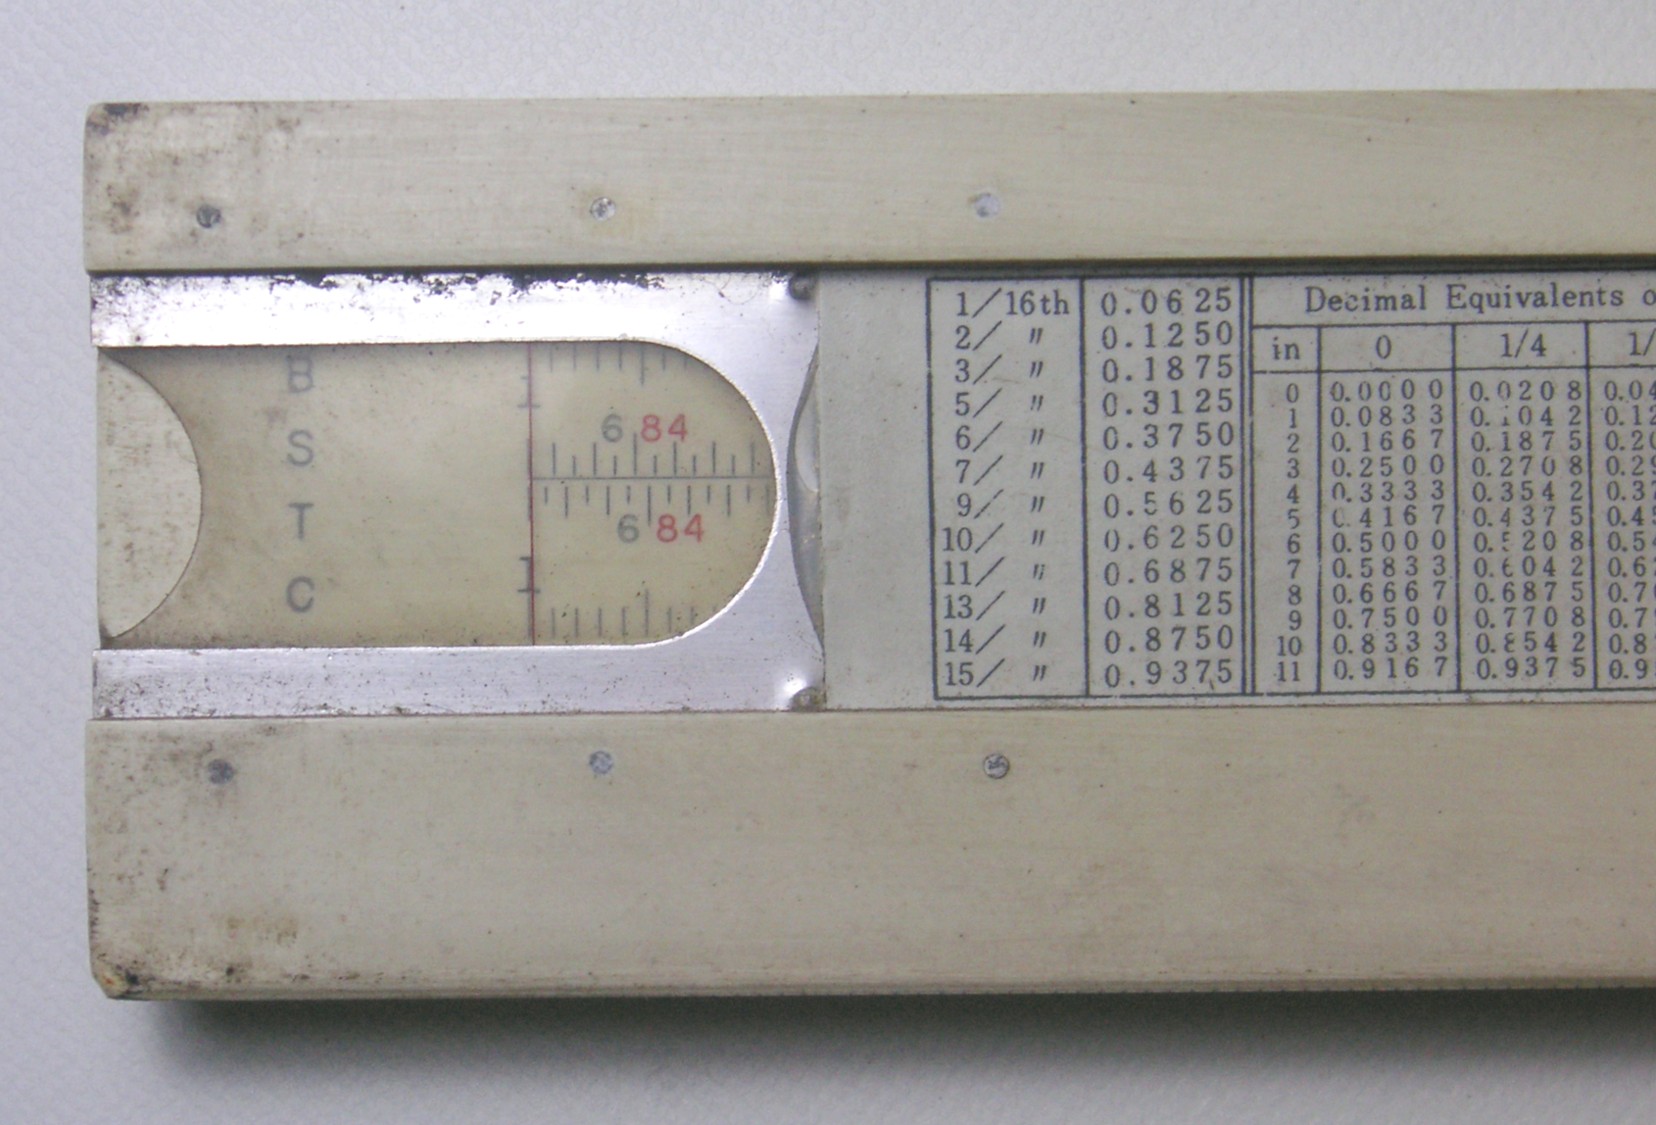 B
1
6 84
S
T
6 84
1
C
1/16th 0.0625
2/ " 0.1250
3/ " 0.1875
5/ " 0.3125
6/ " 0.3750
7/ " 0.4375
9/ " 0.5625
10/ " 0.6250
11/ " 0.6875
13/ " 0.8125
14/ " 0.8750
15/ " 0.9375
Decimal Equivalents
in 0 1/4
0 0.0000 0.0208
1 0.0833 0.1042
2 0.1667 0.1875
3 0.2500 0.2708
4 0.3333 0.3542
5 0.4167 0.4375
6 0.5000 0.5208
7 0.5833 0.6042
8 0.6667 0.6875
9 0.7500 0.7708
10 0.8333 0.8542
11 0.9167 0.9375